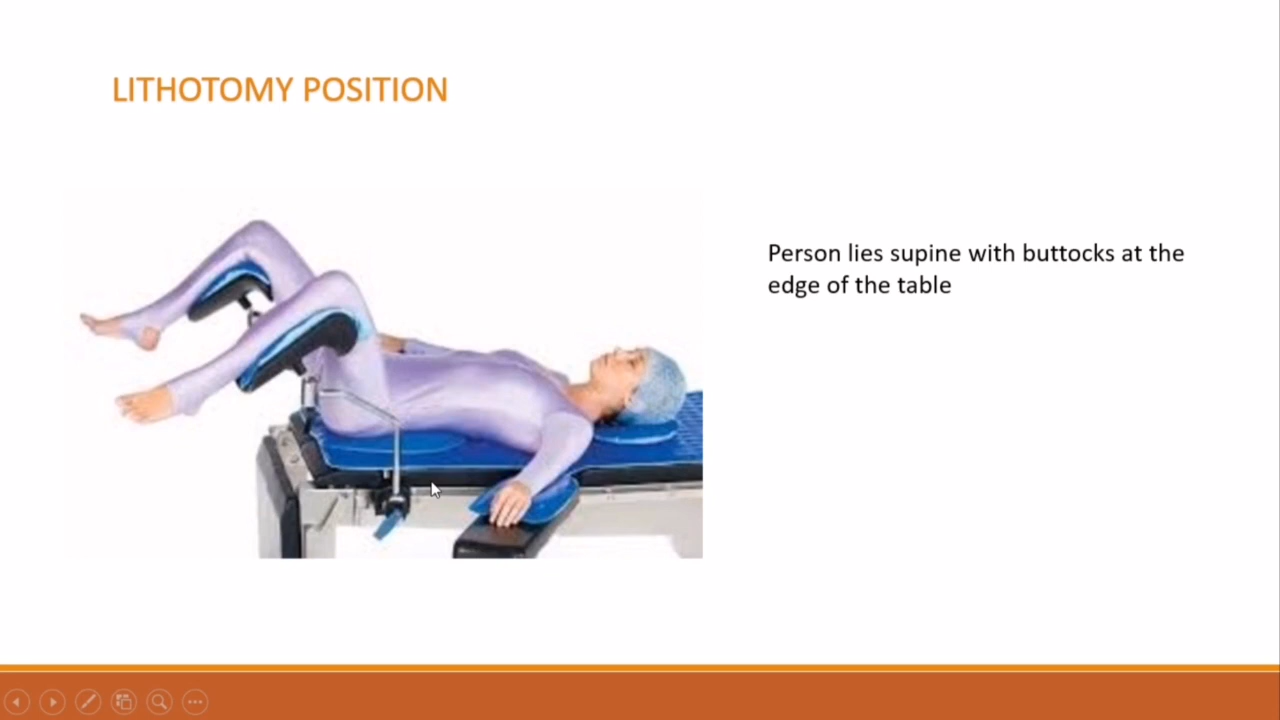 LITHOTOMY POSITION
Person lies supine with buttocks at the
edge of the table